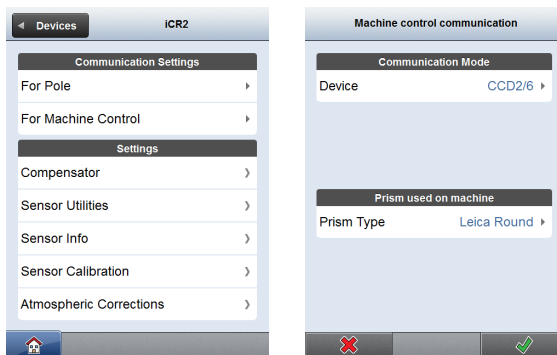 Devices
iCR2
Communication Settings
For Pole
For Machine Control
Settings
Compensator
Sensor Utilities
Sensor Info
Sensor Calibration
Atmospheric Corrections
Machine control communication
Communication Mode
Device CCD2/6
Prism used on machine
Prism Type Leica Round